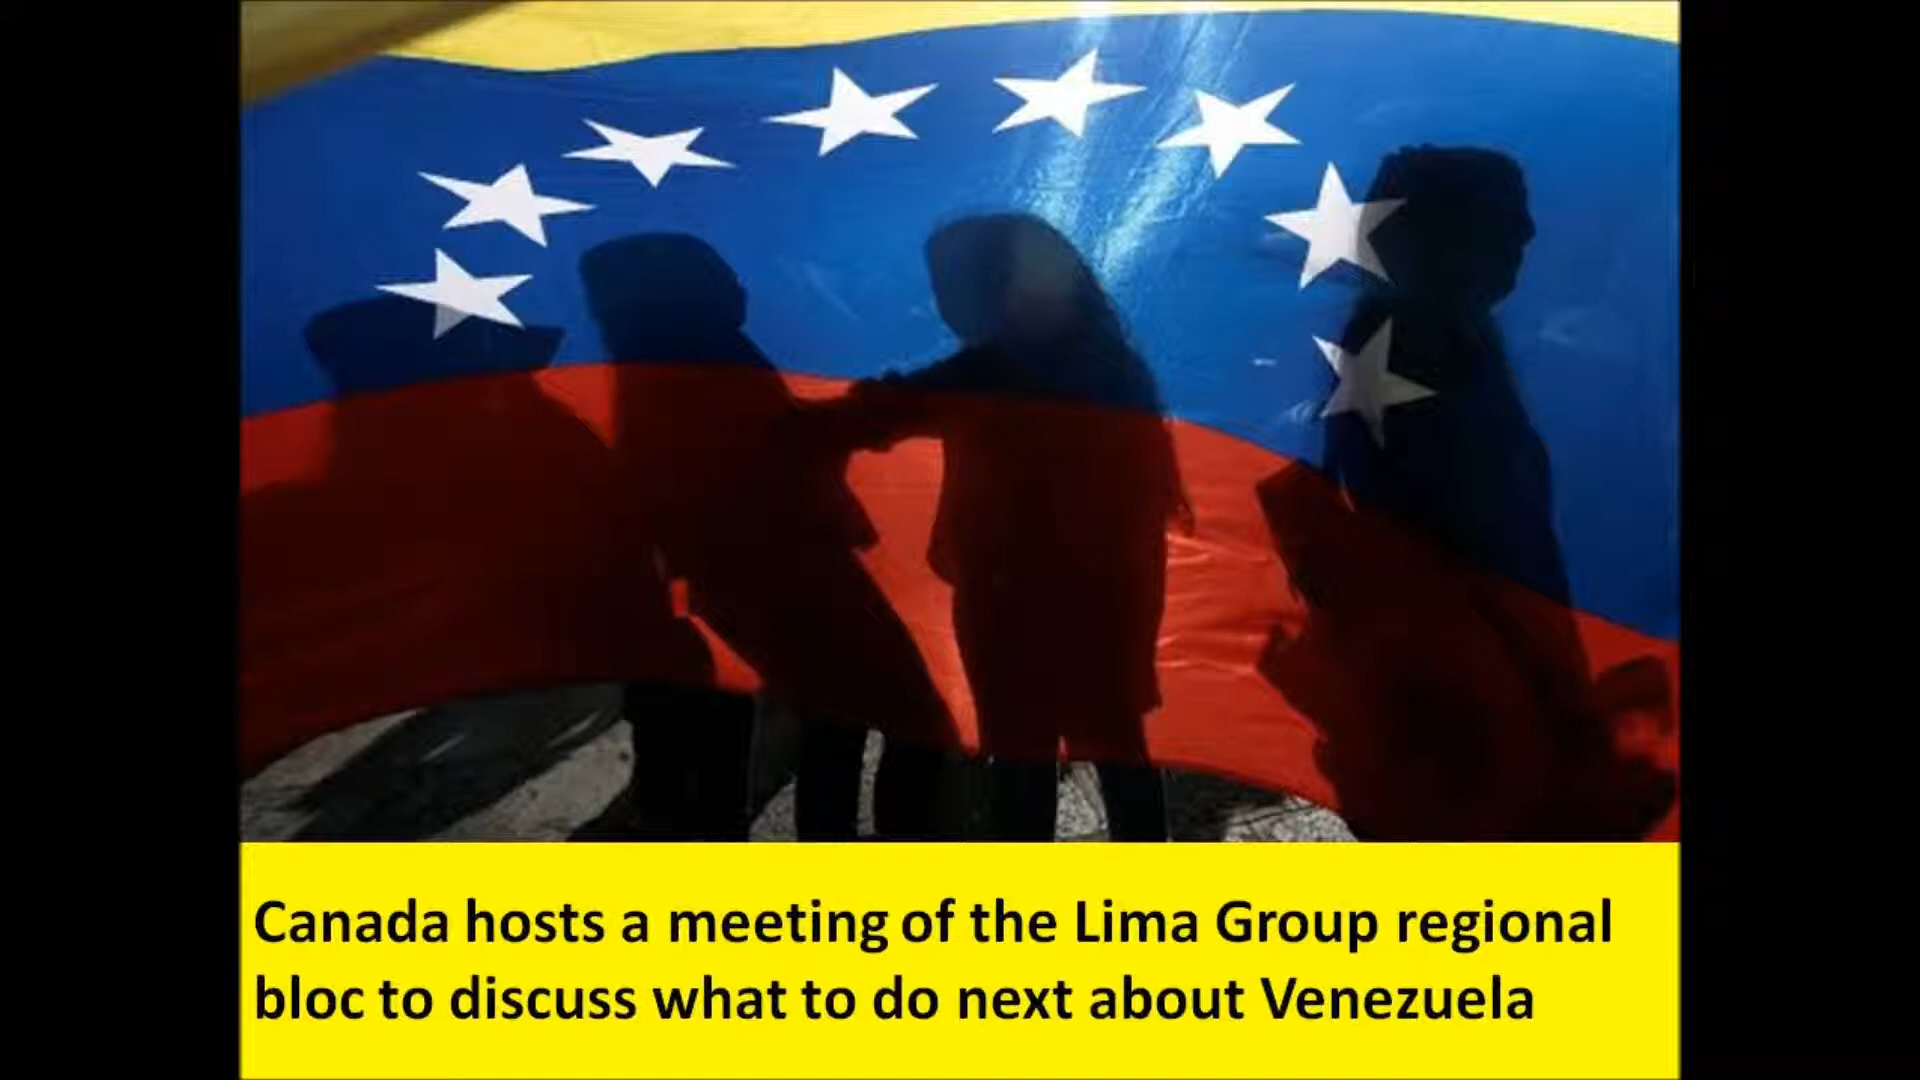 Canada hosts a meeting of the Lima Group regional
bloc to discuss what to do next about Venezuela